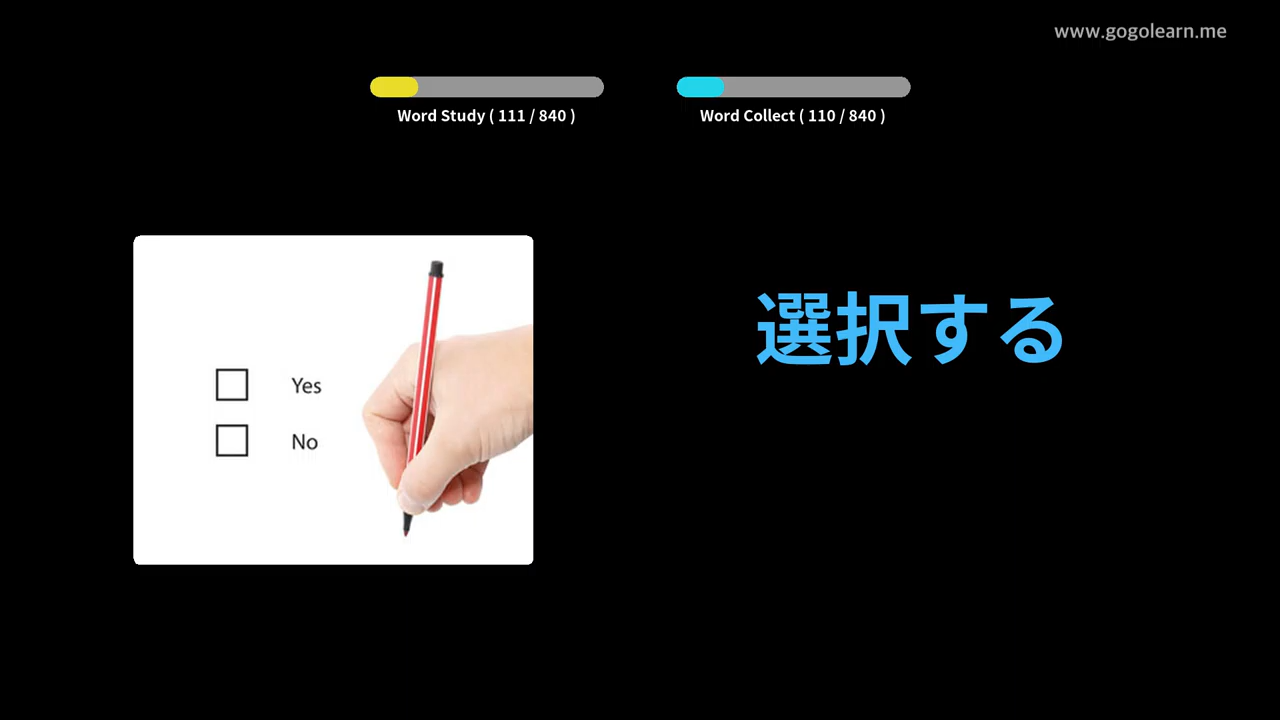 www.gogolearn.me
Word Study ( 111 / 840 )
Word Collect ( 110 / 840 )
Yes
No
選択する